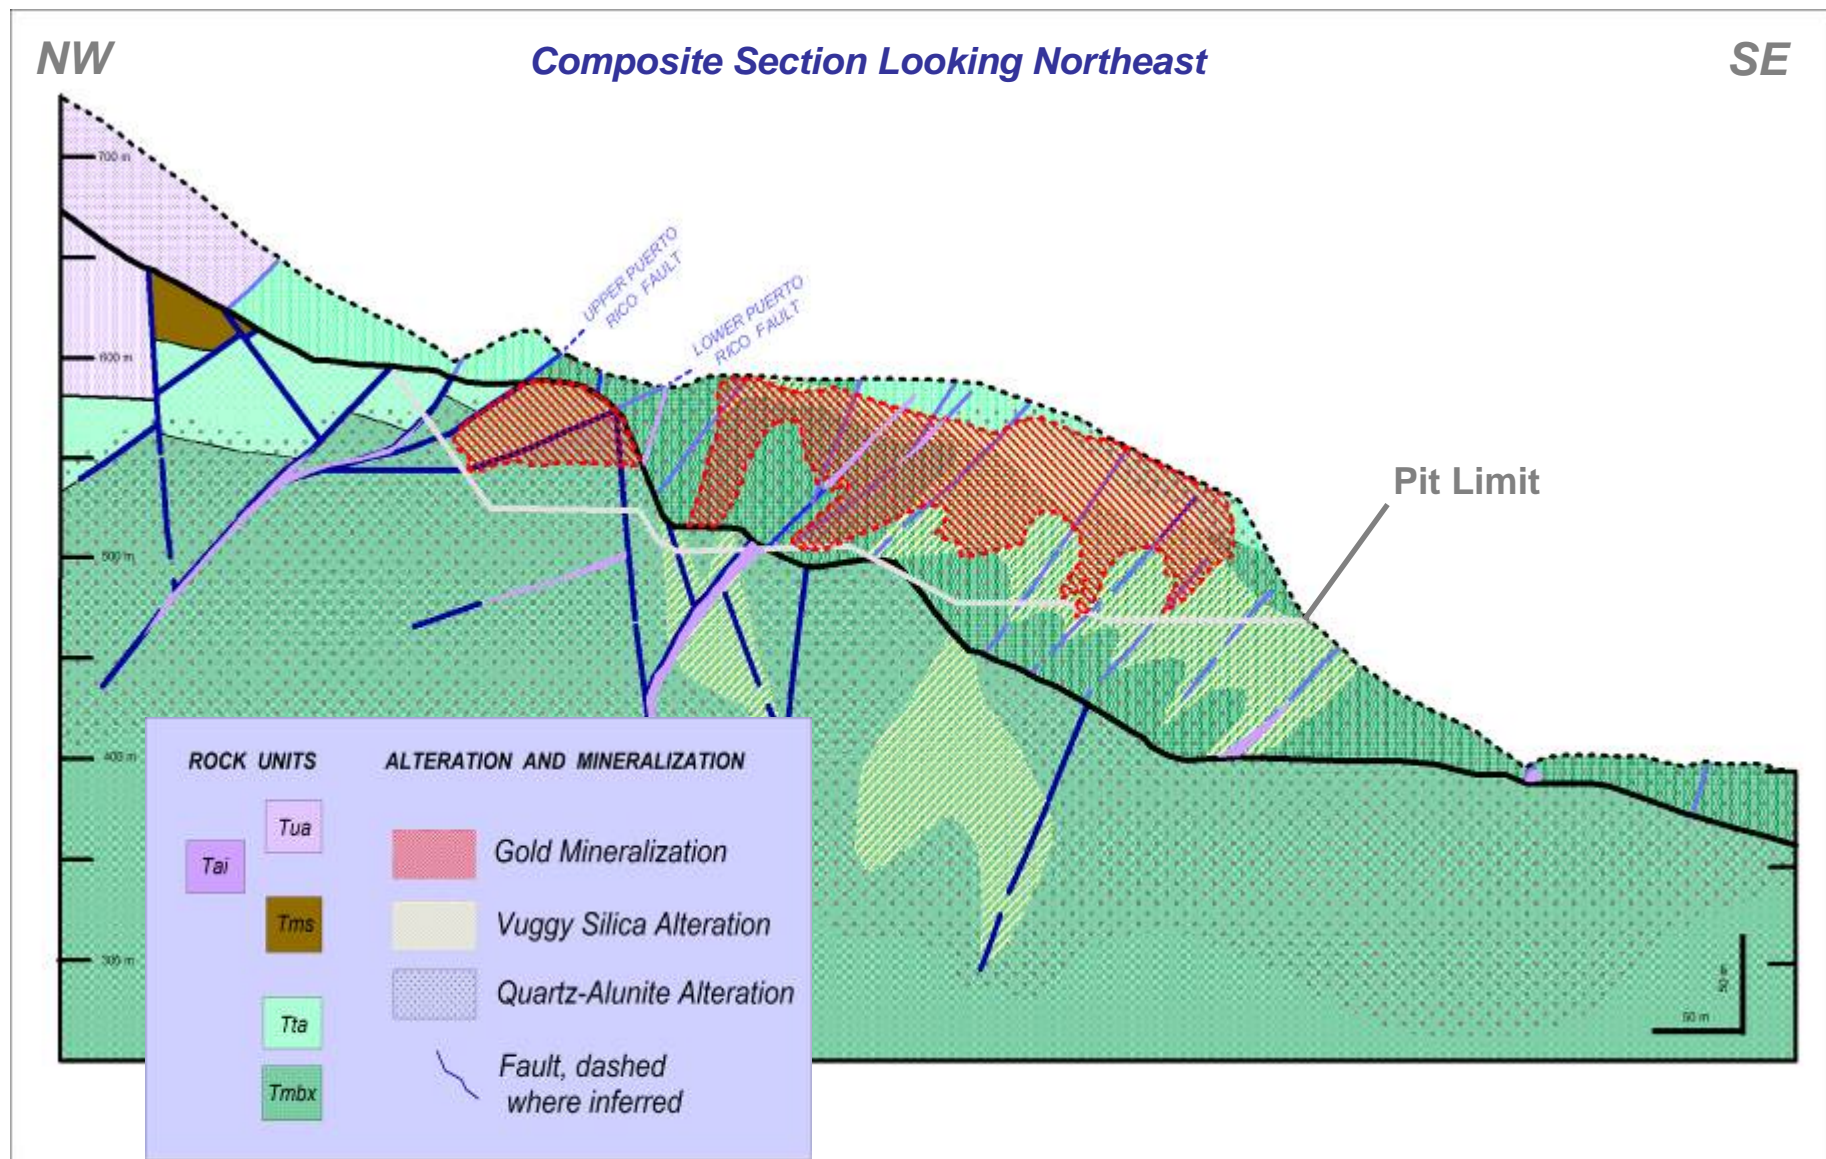 NW
Composite Section Looking Northeast
SE
700 m
600 m
500 m
400 m
300 m
UPPER PUERTO
RICO FAULT
LOWER PUERTO
RICO FAULT
Pit Limit
ROCK UNITS
Tua
Tai
Tms
Tta
Tmbx
ALTERATION AND MINERALIZATION
Gold Mineralization
Vuggy Silica Alteration
Quartz-Alunite Alteration
Fault, dashed
where inferred
50 m
50 m